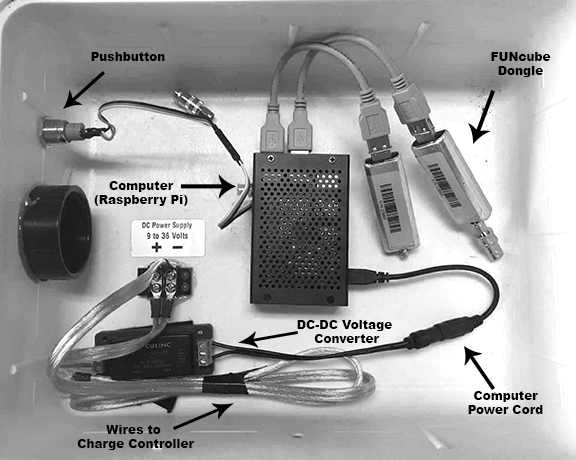 Pushbutton
FUNcube
Dongle
Computer
(Raspberry Pi)
DC Power Supply
9 to 36 Volts
+ −
DC-DC Voltage
Converter
Computer
Power Cord
Wires to
Charge Controller